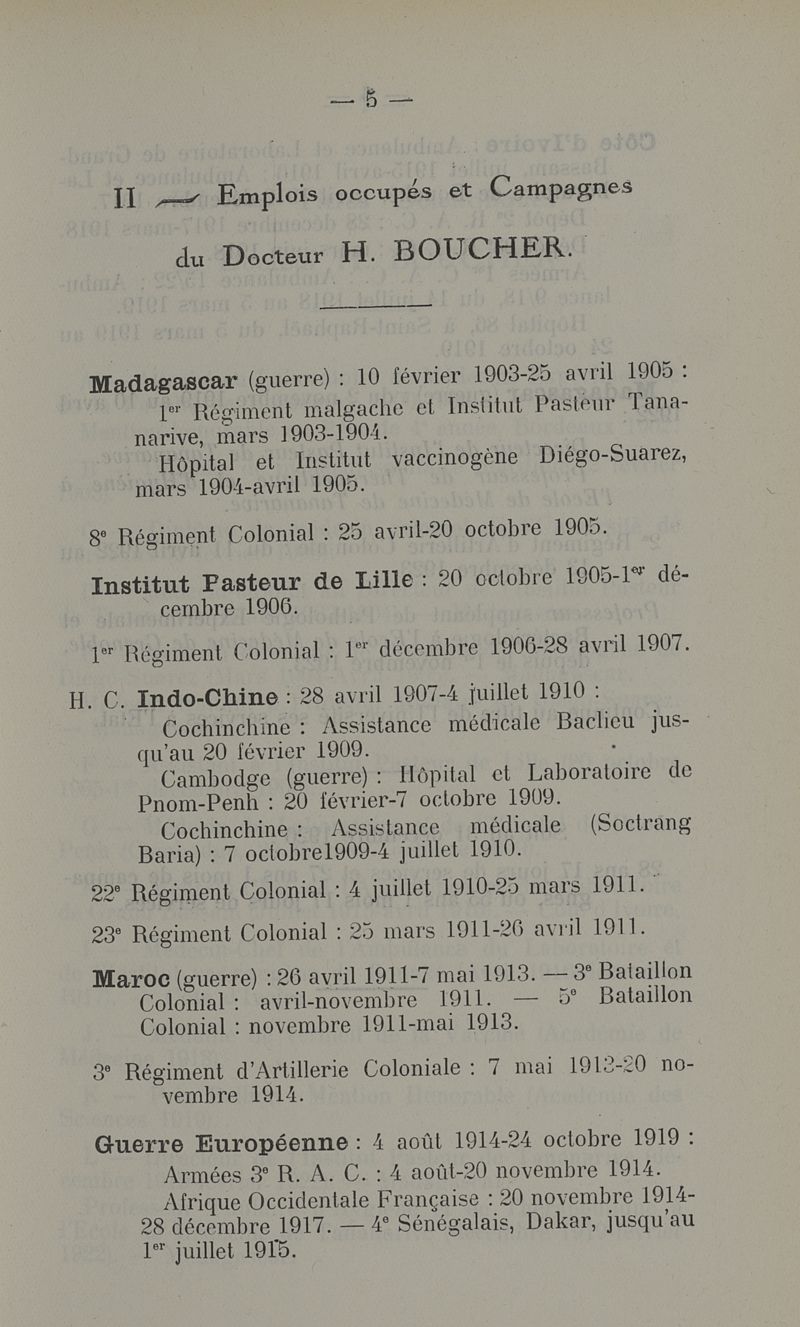 — 5 —
II — Emplois occupés et Campagnes
du Docteur H. BOUCHER.
Madagascar (guerre) : 10 février 1903-25 avril 1905 :
1er Régiment malgache et Institut Pasteur Tana-
narive, mars 1903-1904.
Hôpital et Institut vaccinogène Diégo-Suarez,
mars 1904-avril 1905.
8e Régiment Colonial : 25 avril-20 octobre 1905.
Institut Pasteur de Lille : 20 octobre 1905-1er dé-
cembre 1906.
1er Régiment Colonial : 1er décembre 1906-28 avril 1907.
H. C. Indo-Chine : 28 avril 1907-4 juillet 1910 :
Cochinchine : Assistance médicale Baclieu jus-
qu'au 20 février 1909.
Cambodge (guerre) : Hôpital et Laboratoire de
Pnom-Penh : 20 février-7 octobre 1909.
Cochinchine : Assistance médicale (Soctrang
Baria) : 7 octobre1909-4 juillet 1910.
22e Régiment Colonial : 4 juillet 1910-25 mars 1911.
23e Régiment Colonial : 25 mars 1911-26 avril 1911.
Maroc (guerre) : 26 avril 1911-7 mai 1913. — 3e Bataillon
Colonial : avril-novembre 1911. — 5e Bataillon
Colonial : novembre 1911-mai 1913.
3e Régiment d'Artillerie Coloniale : 7 mai 1913-20 no-
vembre 1914.
Guerre Européenne : 4 août 1914-24 octobre 1919 :
Armées 3e R. A. C. : 4 août-20 novembre 1914.
Afrique Occidentale Française : 20 novembre 1914-
28 décembre 1917. — 4e Sénégalais, Dakar, jusqu'au
1er juillet 1915.